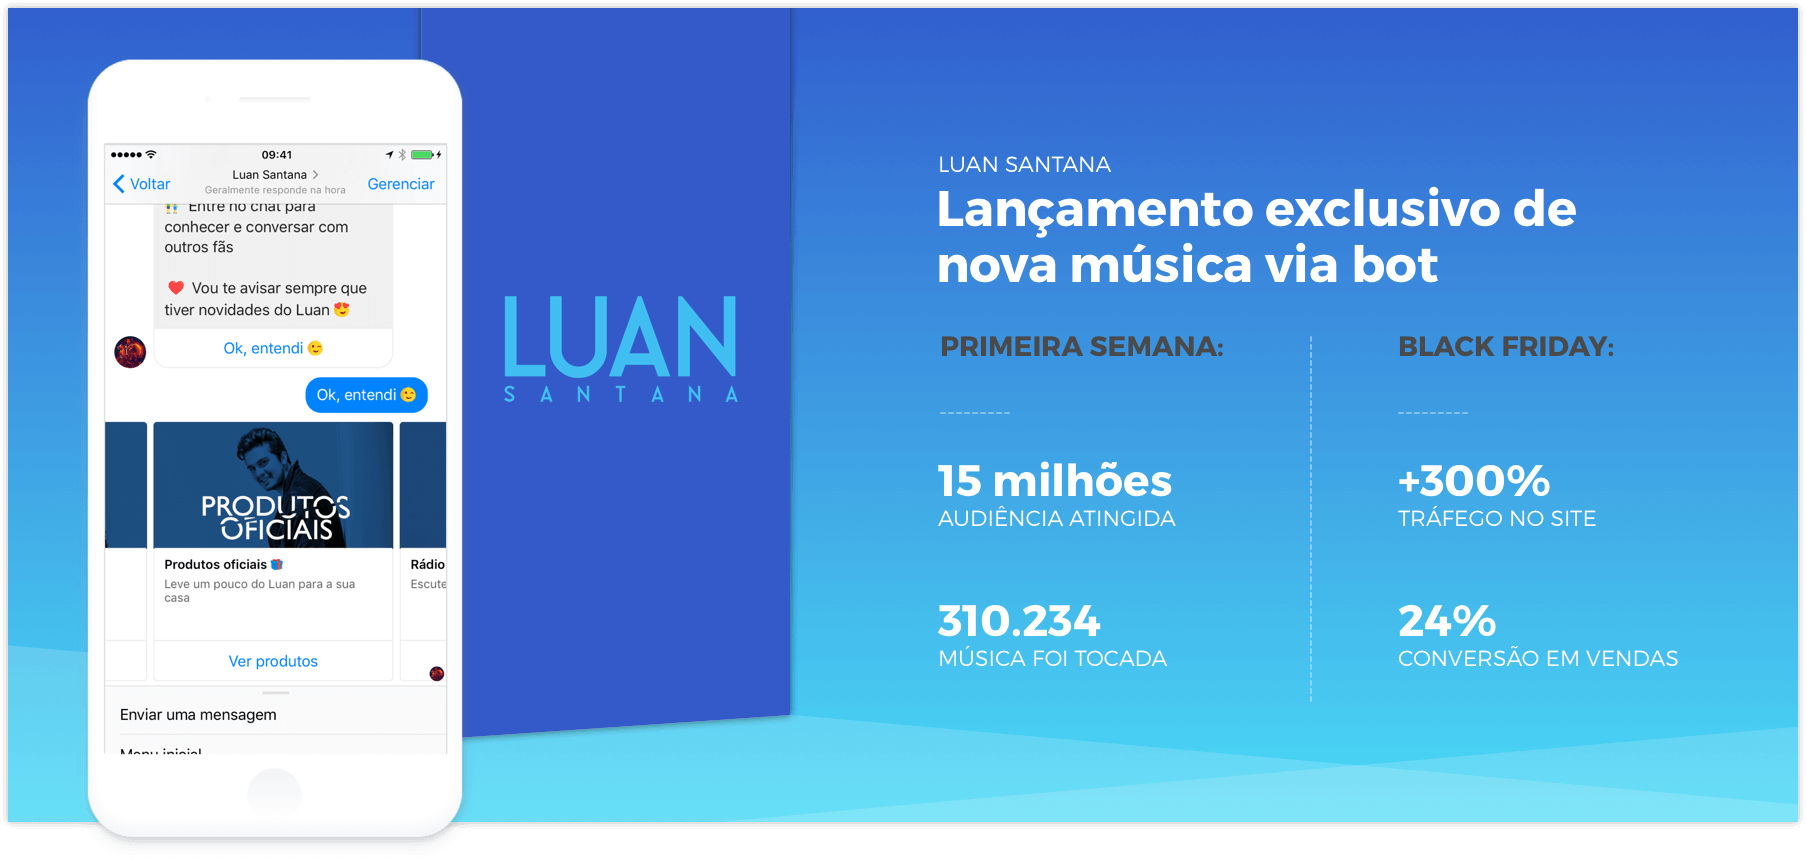 09:41
Voltar
Luan Santana
Geralmente responde na hora
Gerenciar
Entre no chat para
conhecer e conversar com
outros fãs
❤️ Vou te avisar sempre que
tiver novidades do Luan 😍
Ok, entendi 😉
Ok, entendi 😉
PRODUTOS
OFICIAIS
Produtos oficiais
Leve um pouco do Luan para a sua
casa
Ver produtos
Rádio
Escute
Enviar uma mensagem
Menu inicial
LUAN
SANTANA
LUAN SANTANA
Lançamento exclusivo de
nova música via bot
PRIMEIRA SEMANA:
15 milhões
AUDIÊNCIA ATINGIDA
310.234
MÚSICA FOI TOCADA
BLACK FRIDAY:
+300%
TRÁFEGO NO SITE
24%
CONVERSÃO EM VENDAS